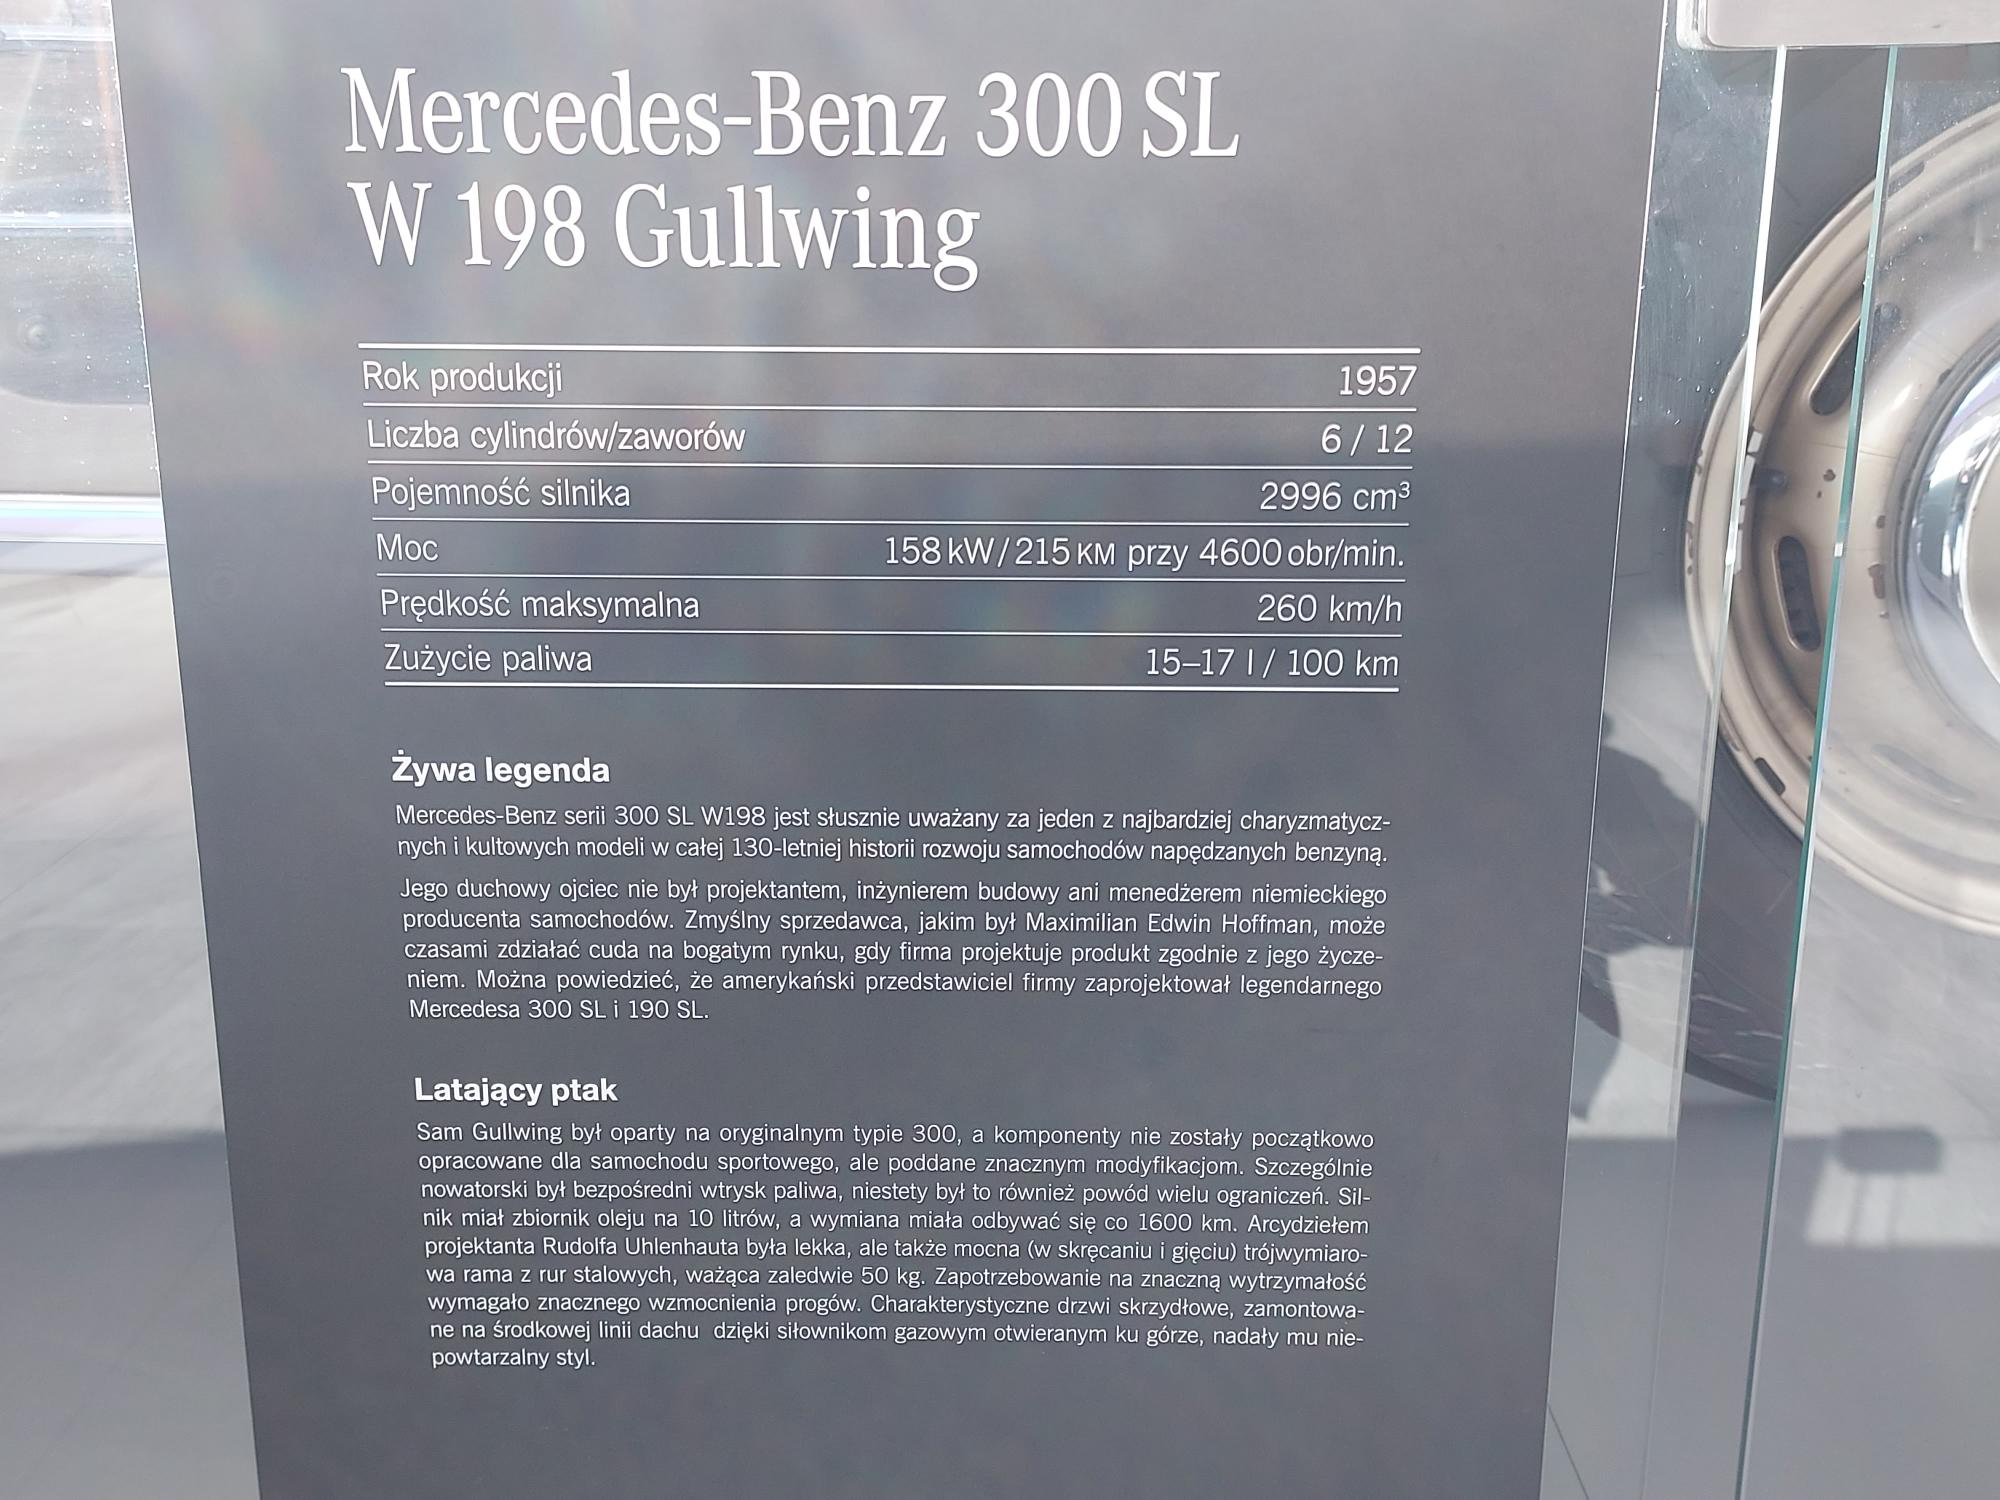 Mercedes-Benz 300 SL
W 198 Gullwing
Rok produkcji 1957
Liczba cylindrów/zaworów 6 / 12
Pojemność silnika 2996 cm³
Moc 158 kW / 215 KM przy 4600 obr/min.
Prędkość maksymalna 260 km/h
Zużycie paliwa 15–17 l / 100 km
Żywa legenda
Mercedes-Benz serii 300 SL W198 jest słusznie uważany za jeden z najbardziej charyzmatycz-
nych i kultowych modeli w całej 130-letniej historii rozwoju samochodów napędzanych benzyną.
Jego duchowy ojciec nie był projektantem, inżynierem budowy ani menedżerem niemieckiego
producenta samochodów. Zmyślny sprzedawca, jakim był Maximilian Edwin Hoffman, może
czasami zdziałać cuda na bogatym rynku, gdy firma projektuje produkt zgodnie z jego życze-
niem. Można powiedzieć, że amerykański przedstawiciel firmy zaprojektował legendarnego
Mercedesa 300 SL i 190 SL.
Latający ptak
Sam Gullwing był oparty na oryginalnym typie 300, a komponenty nie zostały początkowo
opracowane dla samochodu sportowego, ale poddane znacznym modyfikacjom. Szczególnie
nowatorski był bezpośredni wtrysk paliwa, niestety był to również powód wielu ograniczeń. Sil-
nik miał zbiornik oleju na 10 litrów, a wymiana miała odbywać się co 1600 km. Arcydziełem
projektanta Rudolfa Uhlenhauta była lekka, ale także mocna (w skręcaniu i gięciu) trójwymiaro-
wa rama z rur stalowych, ważąca zaledwie 50 kg. Zapotrzebowanie na znaczną wytrzymałość
wymagało znacznego wzmocnienia progów. Charakterystyczne drzwi skrzydłowe, zamontowa-
ne na środkowej linii dachu  dzięki siłownikom gazowym otwieranym ku górze, nadały mu nie-
powtarzalny styl.